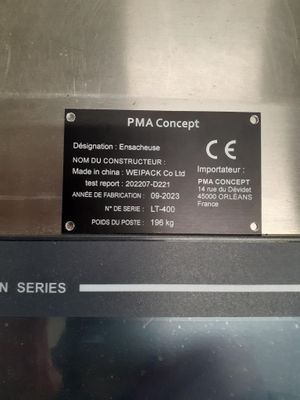 PMA Concept
Désignation : Ensacheuse
NOM DU CONSTRUCTEUR :
Made in china : WEIPACK Co Ltd
test report : 202207-D221
ANNÉE DE FABRICATION : 09-2023
N° DE SERIE : LT-400
POIDS DU POSTE : 196 kg
CE
Importateur :
PMA CONCEPT
14 rue du Dévidet
45000 ORLÉANS
France
N SERIES